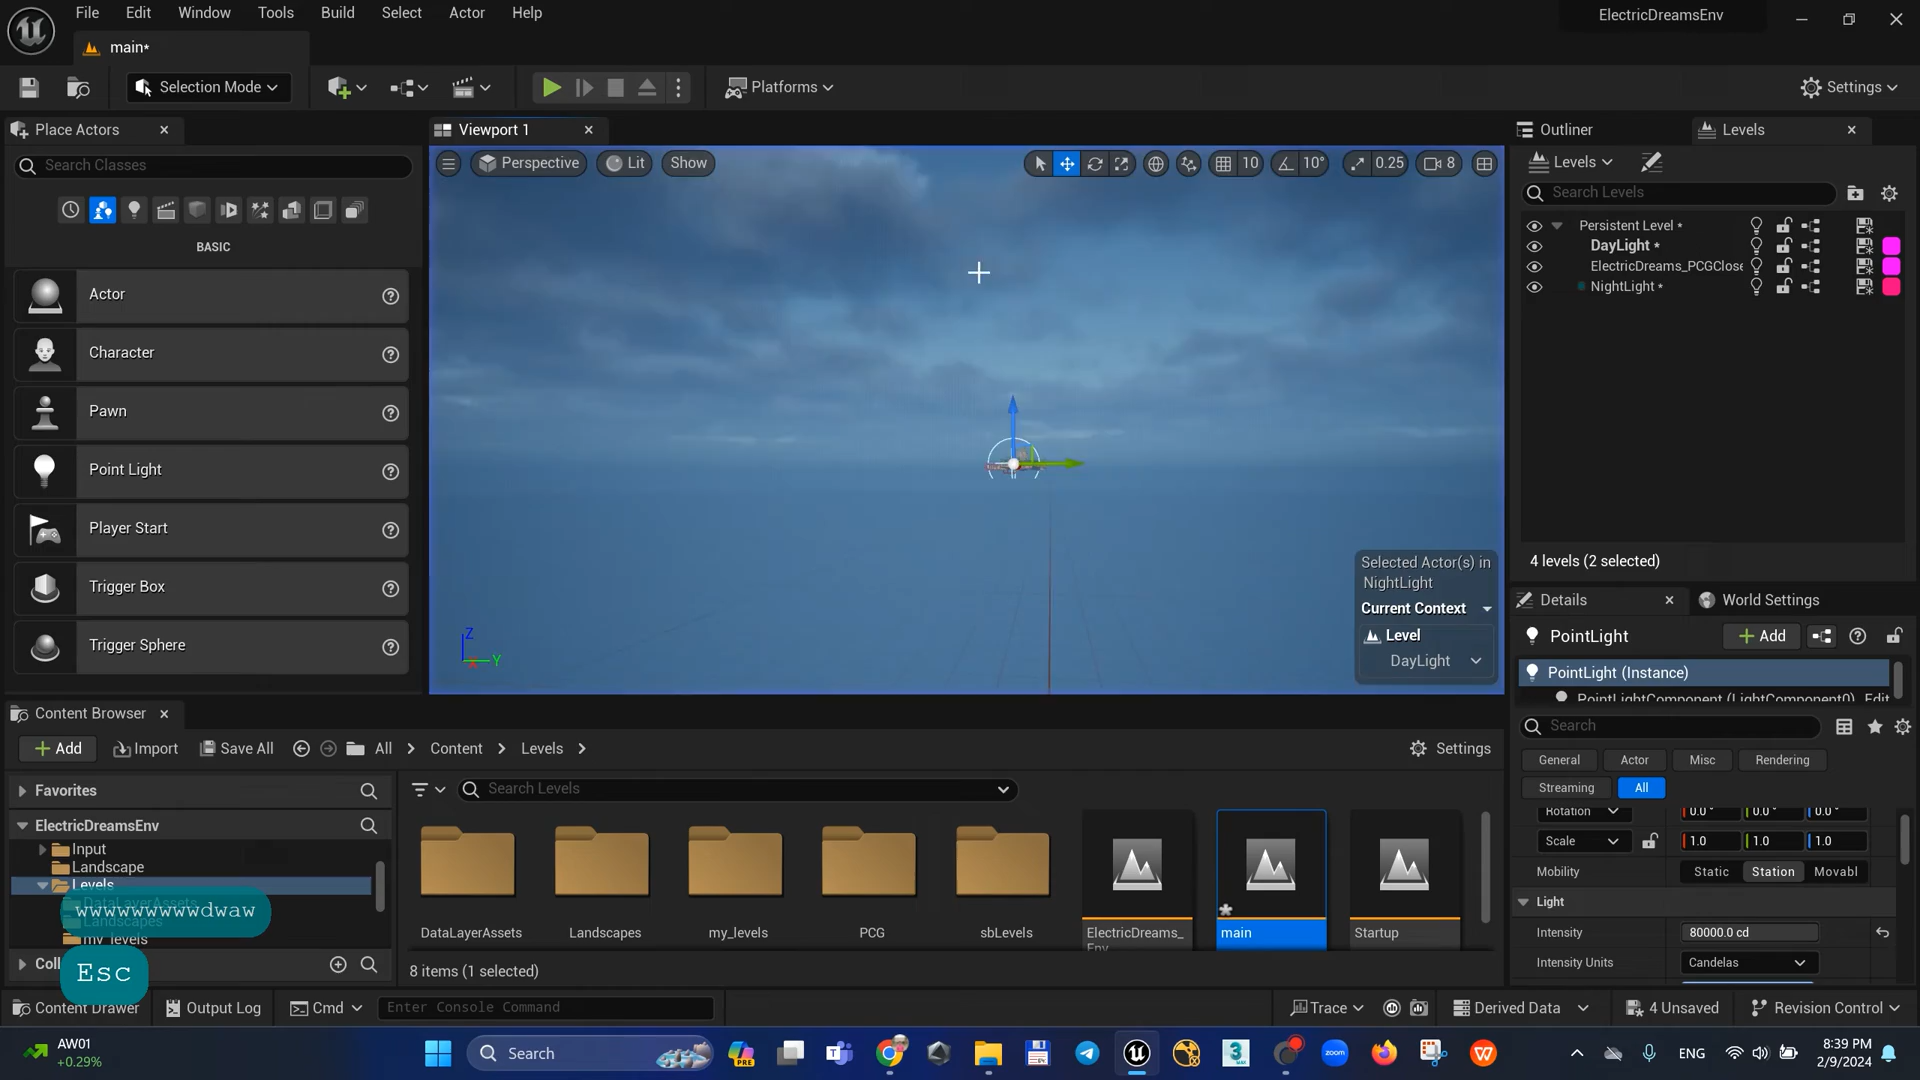 File Edit Window Tools Build Select Actor Help
ElectricDreamsEnv
main*
Selection Mode
Platforms
Settings
Place Actors
Viewport 1
Outliner
Levels
Search Classes
Perspective
Lit
Show
10
10°
0.25
8
Levels
Search Levels
BASIC
Persistent Level *
DayLight *
ElectricDreams_PCGClose
NightLight *
Actor
Character
Pawn
Point Light
Player Start
Trigger Box
Trigger Sphere
Z
Y
Selected Actor(s) in
NightLight
Current Context
Level
DayLight
4 levels (2 selected)
Details
World Settings
PointLight
Add
PointLight (Instance)
PointLightComponent (LightComponent0) Edit
Search
General
Actor
Misc
Rendering
Streaming
All
Rotation
0.0°
0.0°
0.0°
Scale
1.0
1.0
1.0
Mobility
Static
Station
Movabl
Light
Intensity
80000.0 cd
Intensity Units
Candelas
Content Browser
Add
Import
Save All
All
Content
Levels
Settings
Favorites
Search Levels
ElectricDreamsEnv
Input
Landscape
Levels
DataLayerAssets
Landscapes
my_levels
wwwwwwwwwdwaw
Esc
DataLayerAssets
Landscapes
my_levels
PCG
sbLevels
ElectricDreams_
Env
main
Startup
8 items (1 selected)
Content Drawer
Output Log
Cmd
Enter Console Command
Trace
Derived Data
4 Unsaved
Revision Control
AW01
+0.29%
Search
PRE
ENG
8:39 PM
2/9/2024